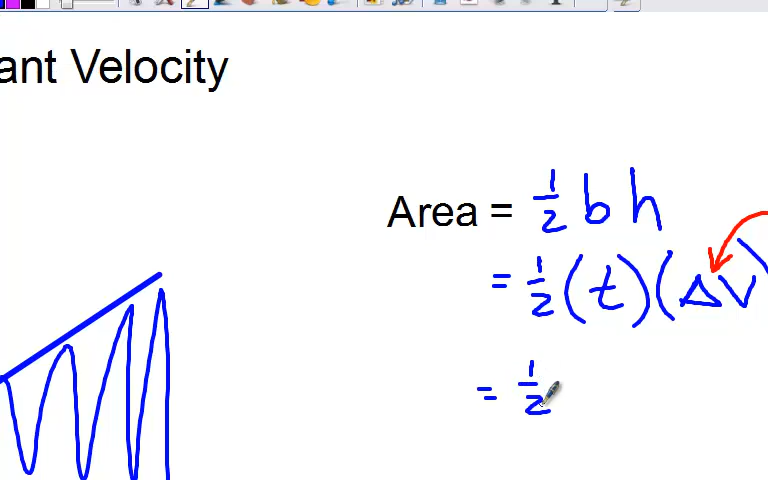 ant Velocity
Area = 1/2 b h
= 1/2 (t)(ΔV)
= 1/2